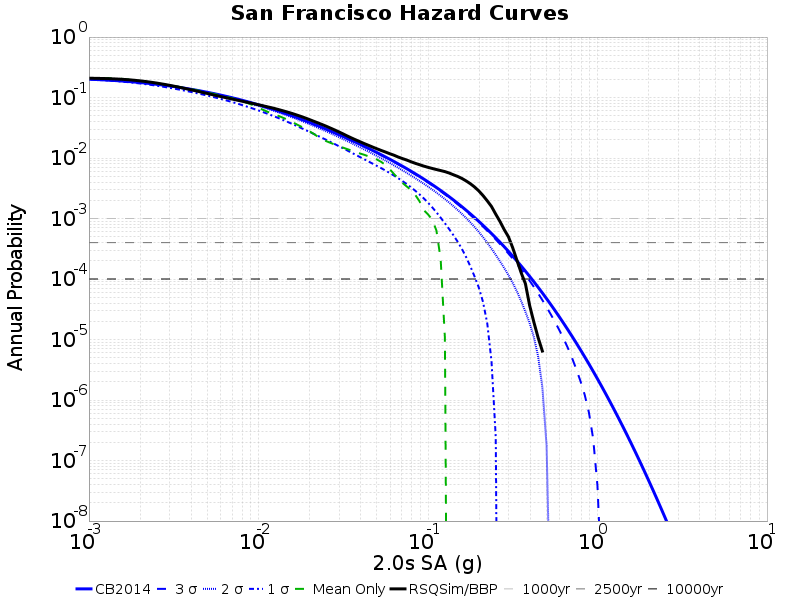 San Francisco Hazard Curves
Annual Probability
10^0
10^-1
10^-2
10^-3
10^-4
10^-5
10^-6
10^-7
10^-8
10^-3 10^-2 10^-1 10^0 10^1
2.0s SA (g)
CB2014 3 σ 2 σ 1 σ Mean Only RSQSim/BBP 1000yr 2500yr 10000yr